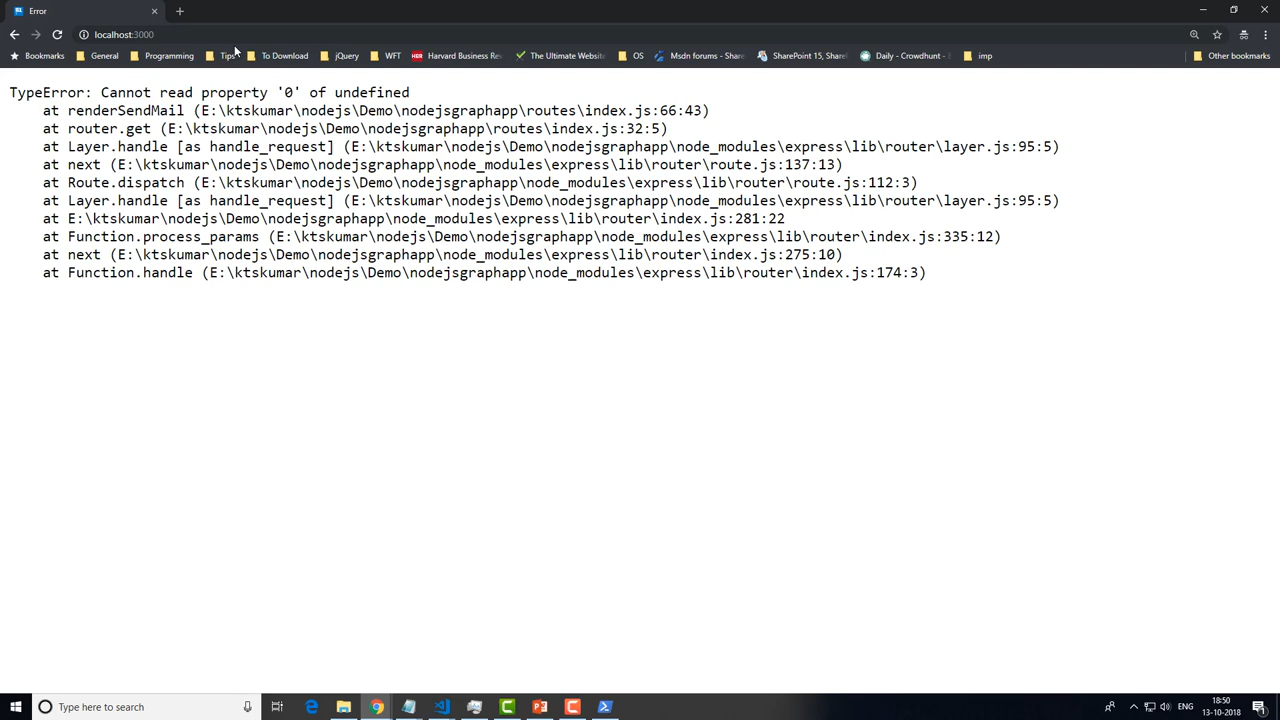 Error
localhost:3000
Bookmarks General Programming Tips To Download jQuery WFT Harvard Business Re The Ultimate Website OS Msdn forums - Share SharePoint 15, Share Daily - Crowdhunt - imp Other bookmarks
TypeError: Cannot read property '0' of undefined
at renderSendMail (E:\ktskumar\nodejs\Demo\nodejsgraphapp\routes\index.js:66:43)
at router.get (E:\ktskumar\nodejs\Demo\nodejsgraphapp\routes\index.js:32:5)
at Layer.handle [as handle_request] (E:\ktskumar\nodejs\Demo\nodejsgraphapp\node_modules\express\lib\router\layer.js:95:5)
at next (E:\ktskumar\nodejs\Demo\nodejsgraphapp\node_modules\express\lib\router\route.js:137:13)
at Route.dispatch (E:\ktskumar\nodejs\Demo\nodejsgraphapp\node_modules\express\lib\router\route.js:112:3)
at Layer.handle [as handle_request] (E:\ktskumar\nodejs\Demo\nodejsgraphapp\node_modules\express\lib\router\layer.js:95:5)
at E:\ktskumar\nodejs\Demo\nodejsgraphapp\node_modules\express\lib\router\index.js:281:22
at Function.process_params (E:\ktskumar\nodejs\Demo\nodejsgraphapp\node_modules\express\lib\router\index.js:335:12)
at next (E:\ktskumar\nodejs\Demo\nodejsgraphapp\node_modules\express\lib\router\index.js:275:10)
at Function.handle (E:\ktskumar\nodejs\Demo\nodejsgraphapp\node_modules\express\lib\router\index.js:174:3)
Type here to search
ENG
18:50
13-10-2018